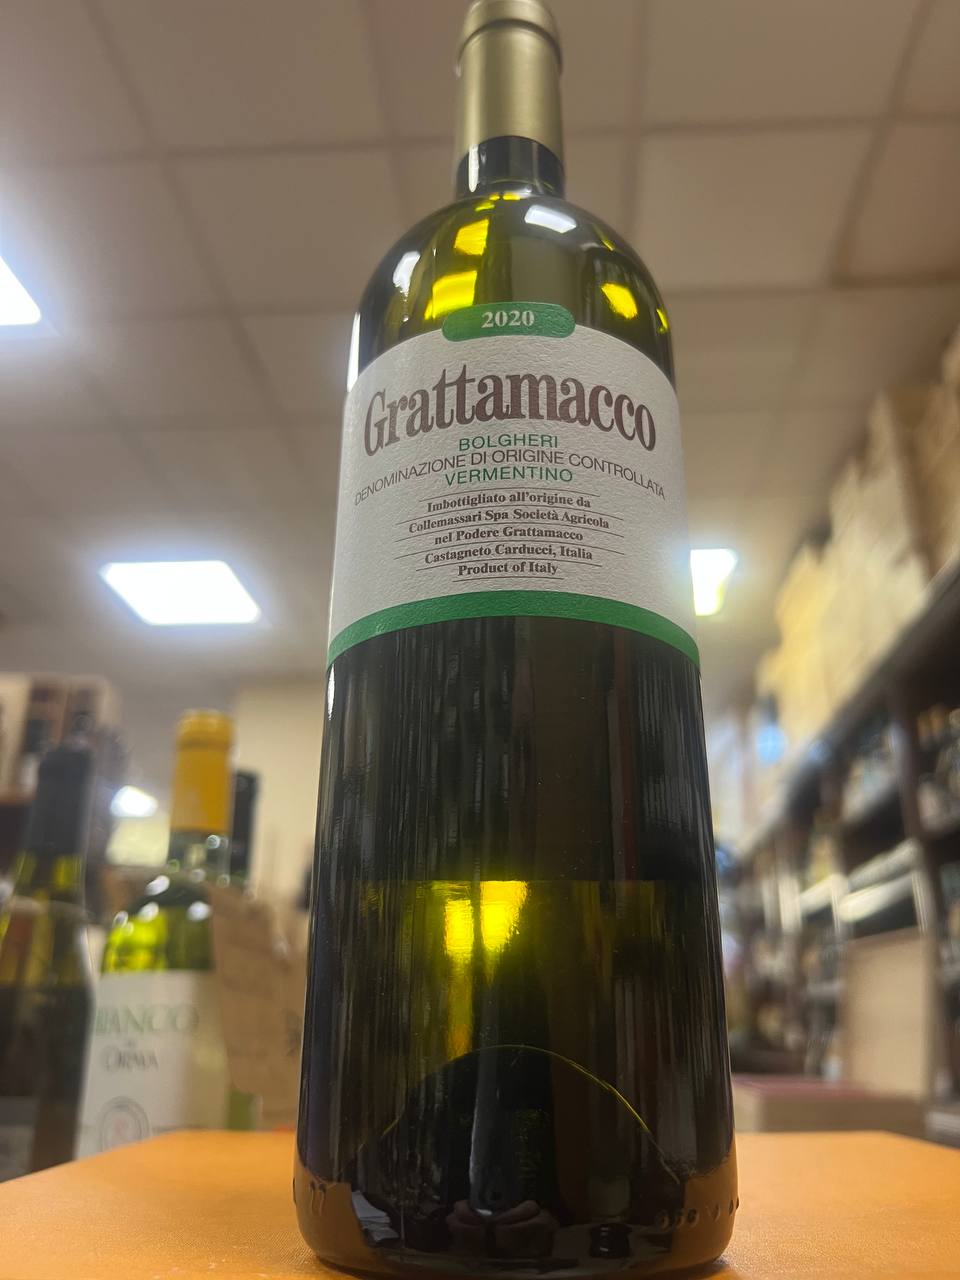 2020
Grattamacco
BOLGHERI
DENOMINAZIONE DI ORIGINE CONTROLLATA
VERMENTINO
Imbottigliato all'origine da
Collemassari Spa Società Agricola
nel Podere Grattamacco
Castagneto Carducci, Italia
Product of Italy
BIANCO
ORMA